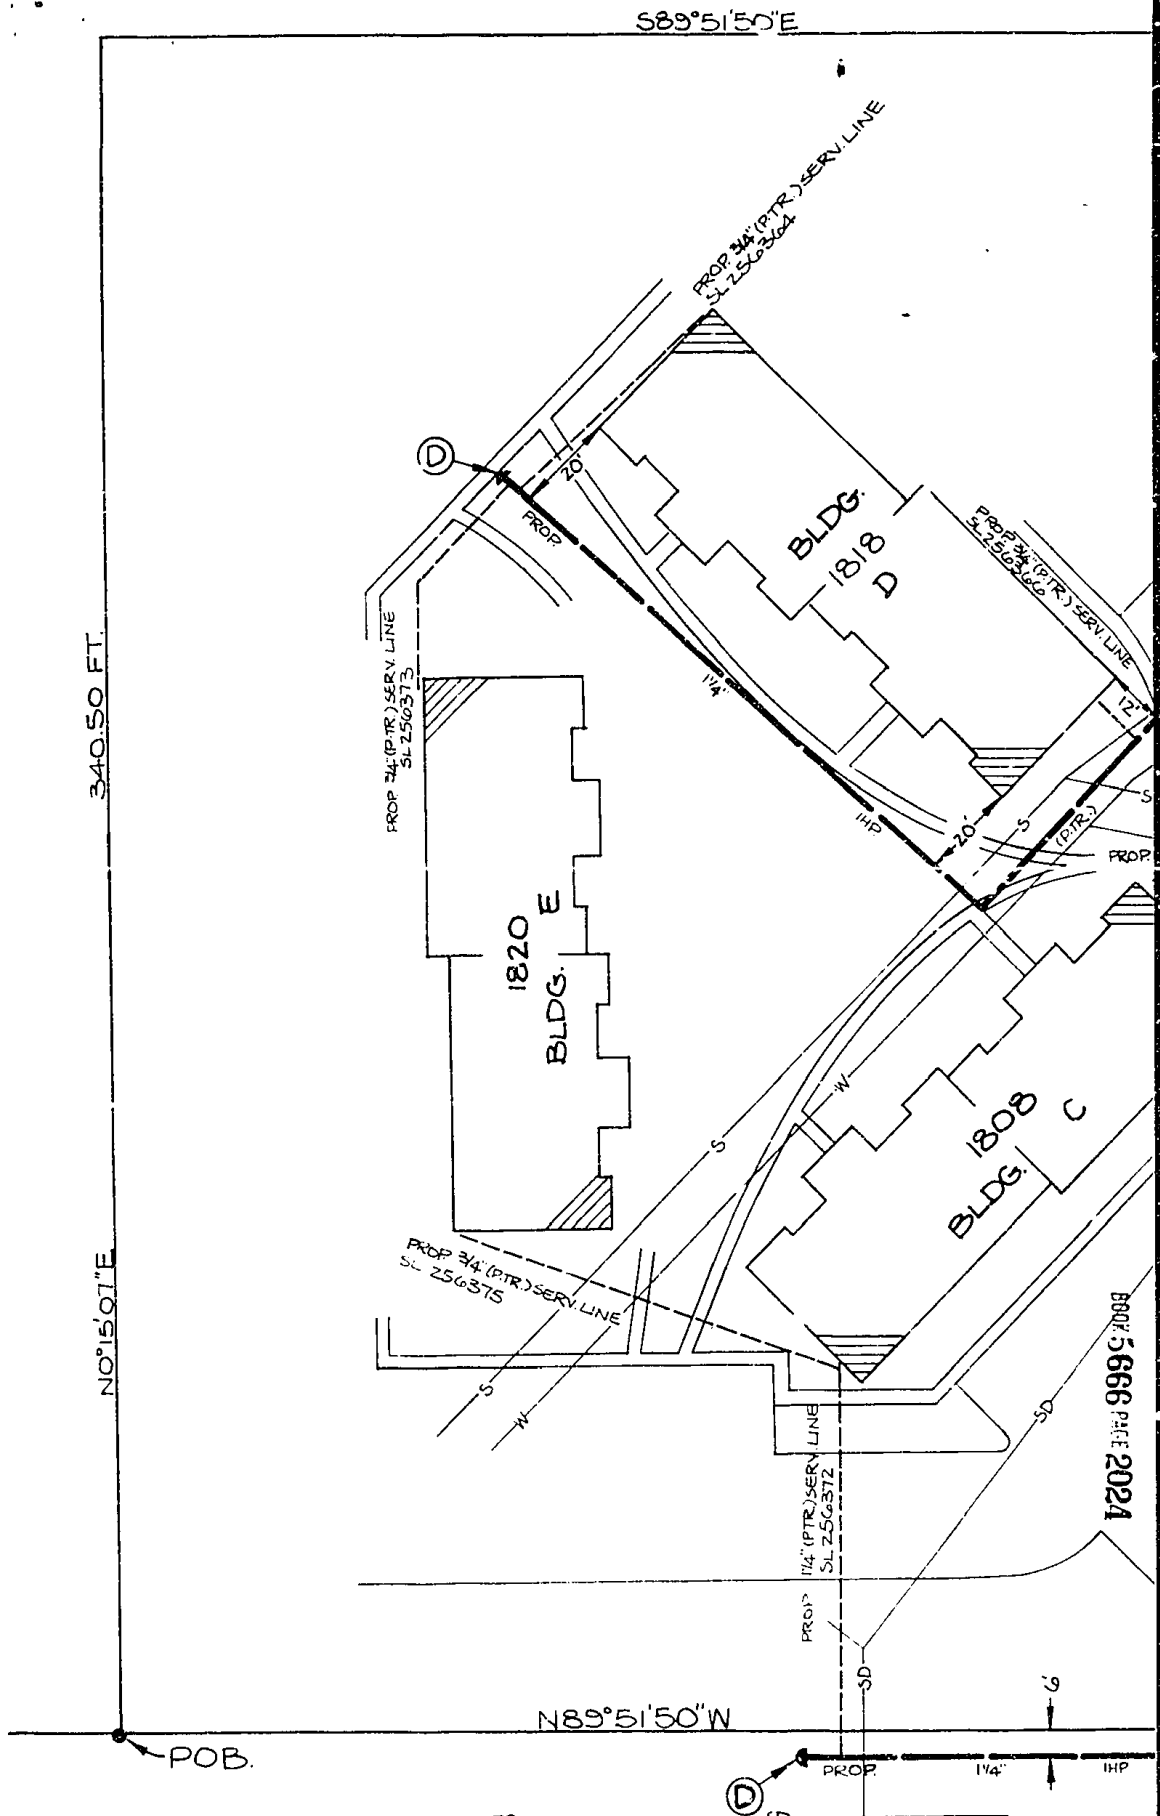 S89°51'50"E
PROP. 3/4" (P.TR.) SERV. LINE
SL 256364
D
20'
PROP.
BLDG.
1818
D
PROP. 3/4" (P.TR.) SERV. LINE
SL 256366
12'
340.50 FT.
PROP. 3/4" (P.TR.) SERV. LINE
SL 256373
1 1/4"
IHP
20'
S
(P.TR.)
S
PROP.
1820 E
BLDG.
W
S
1808 C
BLDG.
N0°15'07"E
PROP. 3/4" (P.TR.) SERV. LINE
SL 256375
S
W
SD
BOOK 5666 PAGE 2024
PROP 1 1/4" (P.TR.) SERV. LINE
SL 256372
SD
N89°51'50"W
POB.
PROP.
1 1/4"
IHP
D